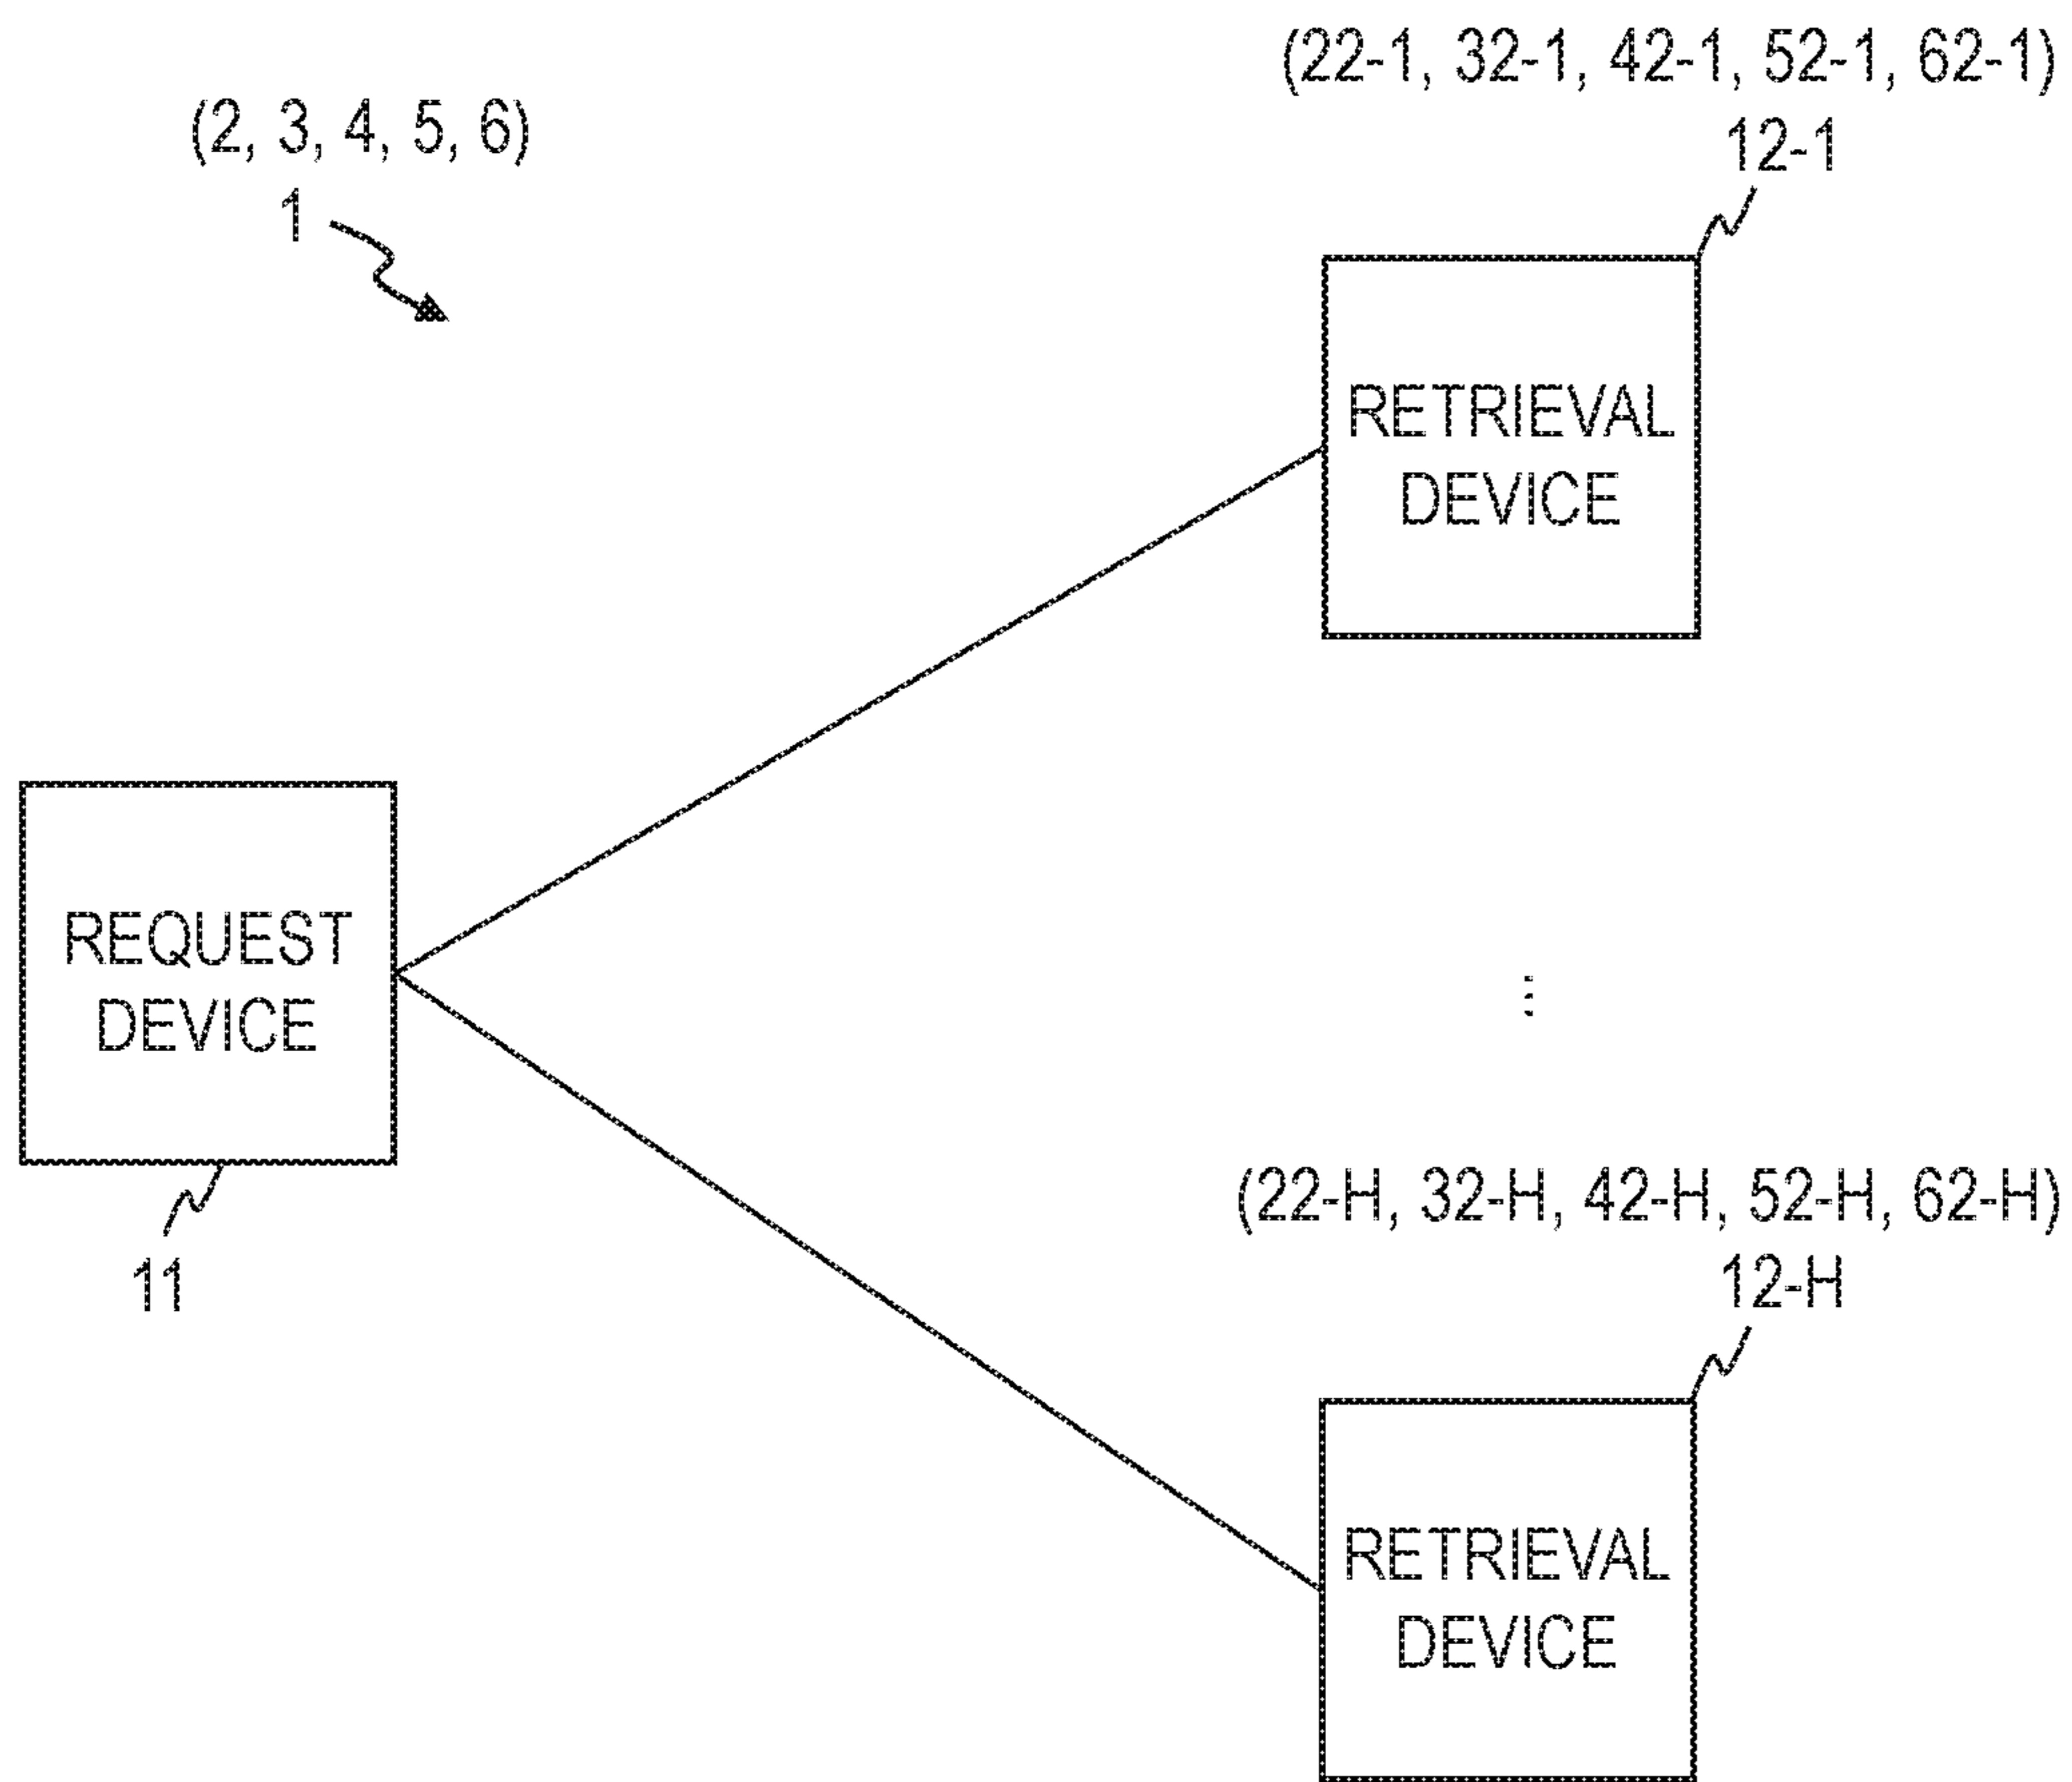 (22-1, 32-1, 42-1, 52-1, 62-1)
12-1
(2, 3, 4, 5, 6)
1
RETRIEVAL
DEVICE
REQUEST
DEVICE
11
(22-H, 32-H, 42-H, 52-H, 62-H)
12-H
RETRIEVAL
DEVICE